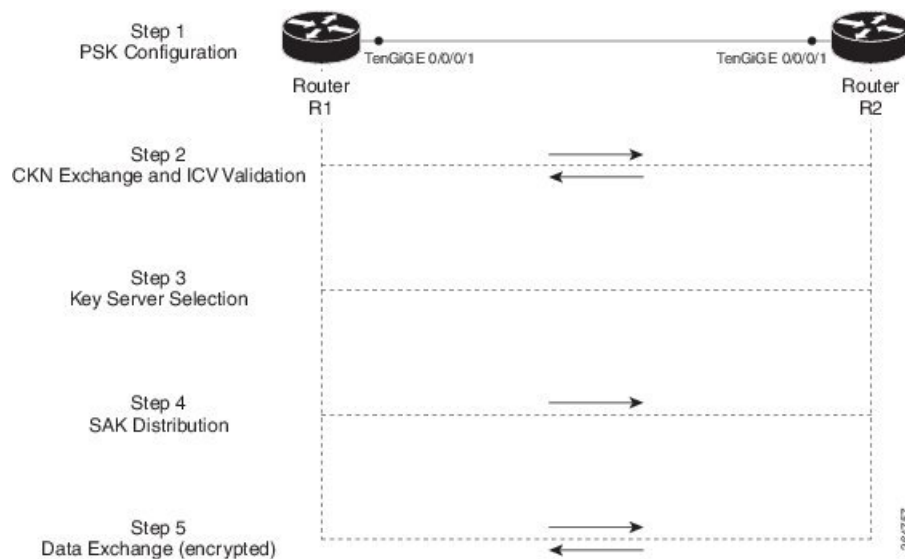 Step 1
PSK Configuration
TenGiGE 0/0/0/1
TenGiGE 0/0/0/1
Router
R1
Router
R2
Step 2
CKN Exchange and ICV Validation
Step 3
Key Server Selection
Step 4
SAK Distribution
Step 5
Data Exchange (encrypted)